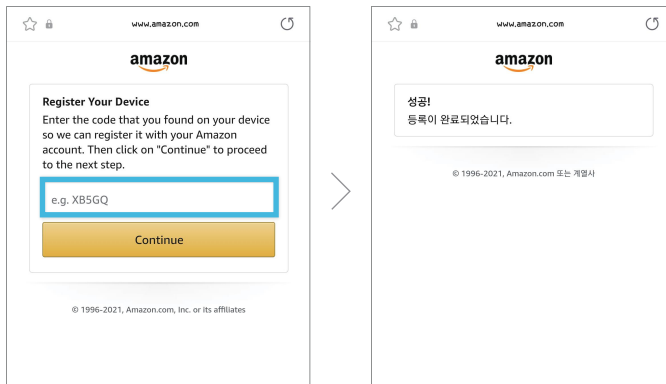 www.amazon.com
amazon
Register Your Device
Enter the code that you found on your device
so we can register it with your Amazon
account. Then click on "Continue" to proceed
to the next step.
e.g. XB5GQ
Continue
© 1996-2021, Amazon.com, Inc. or its affiliates
www.amazon.com
amazon
성공!
등록이 완료되었습니다.
© 1996-2021, Amazon.com 또는 계열사